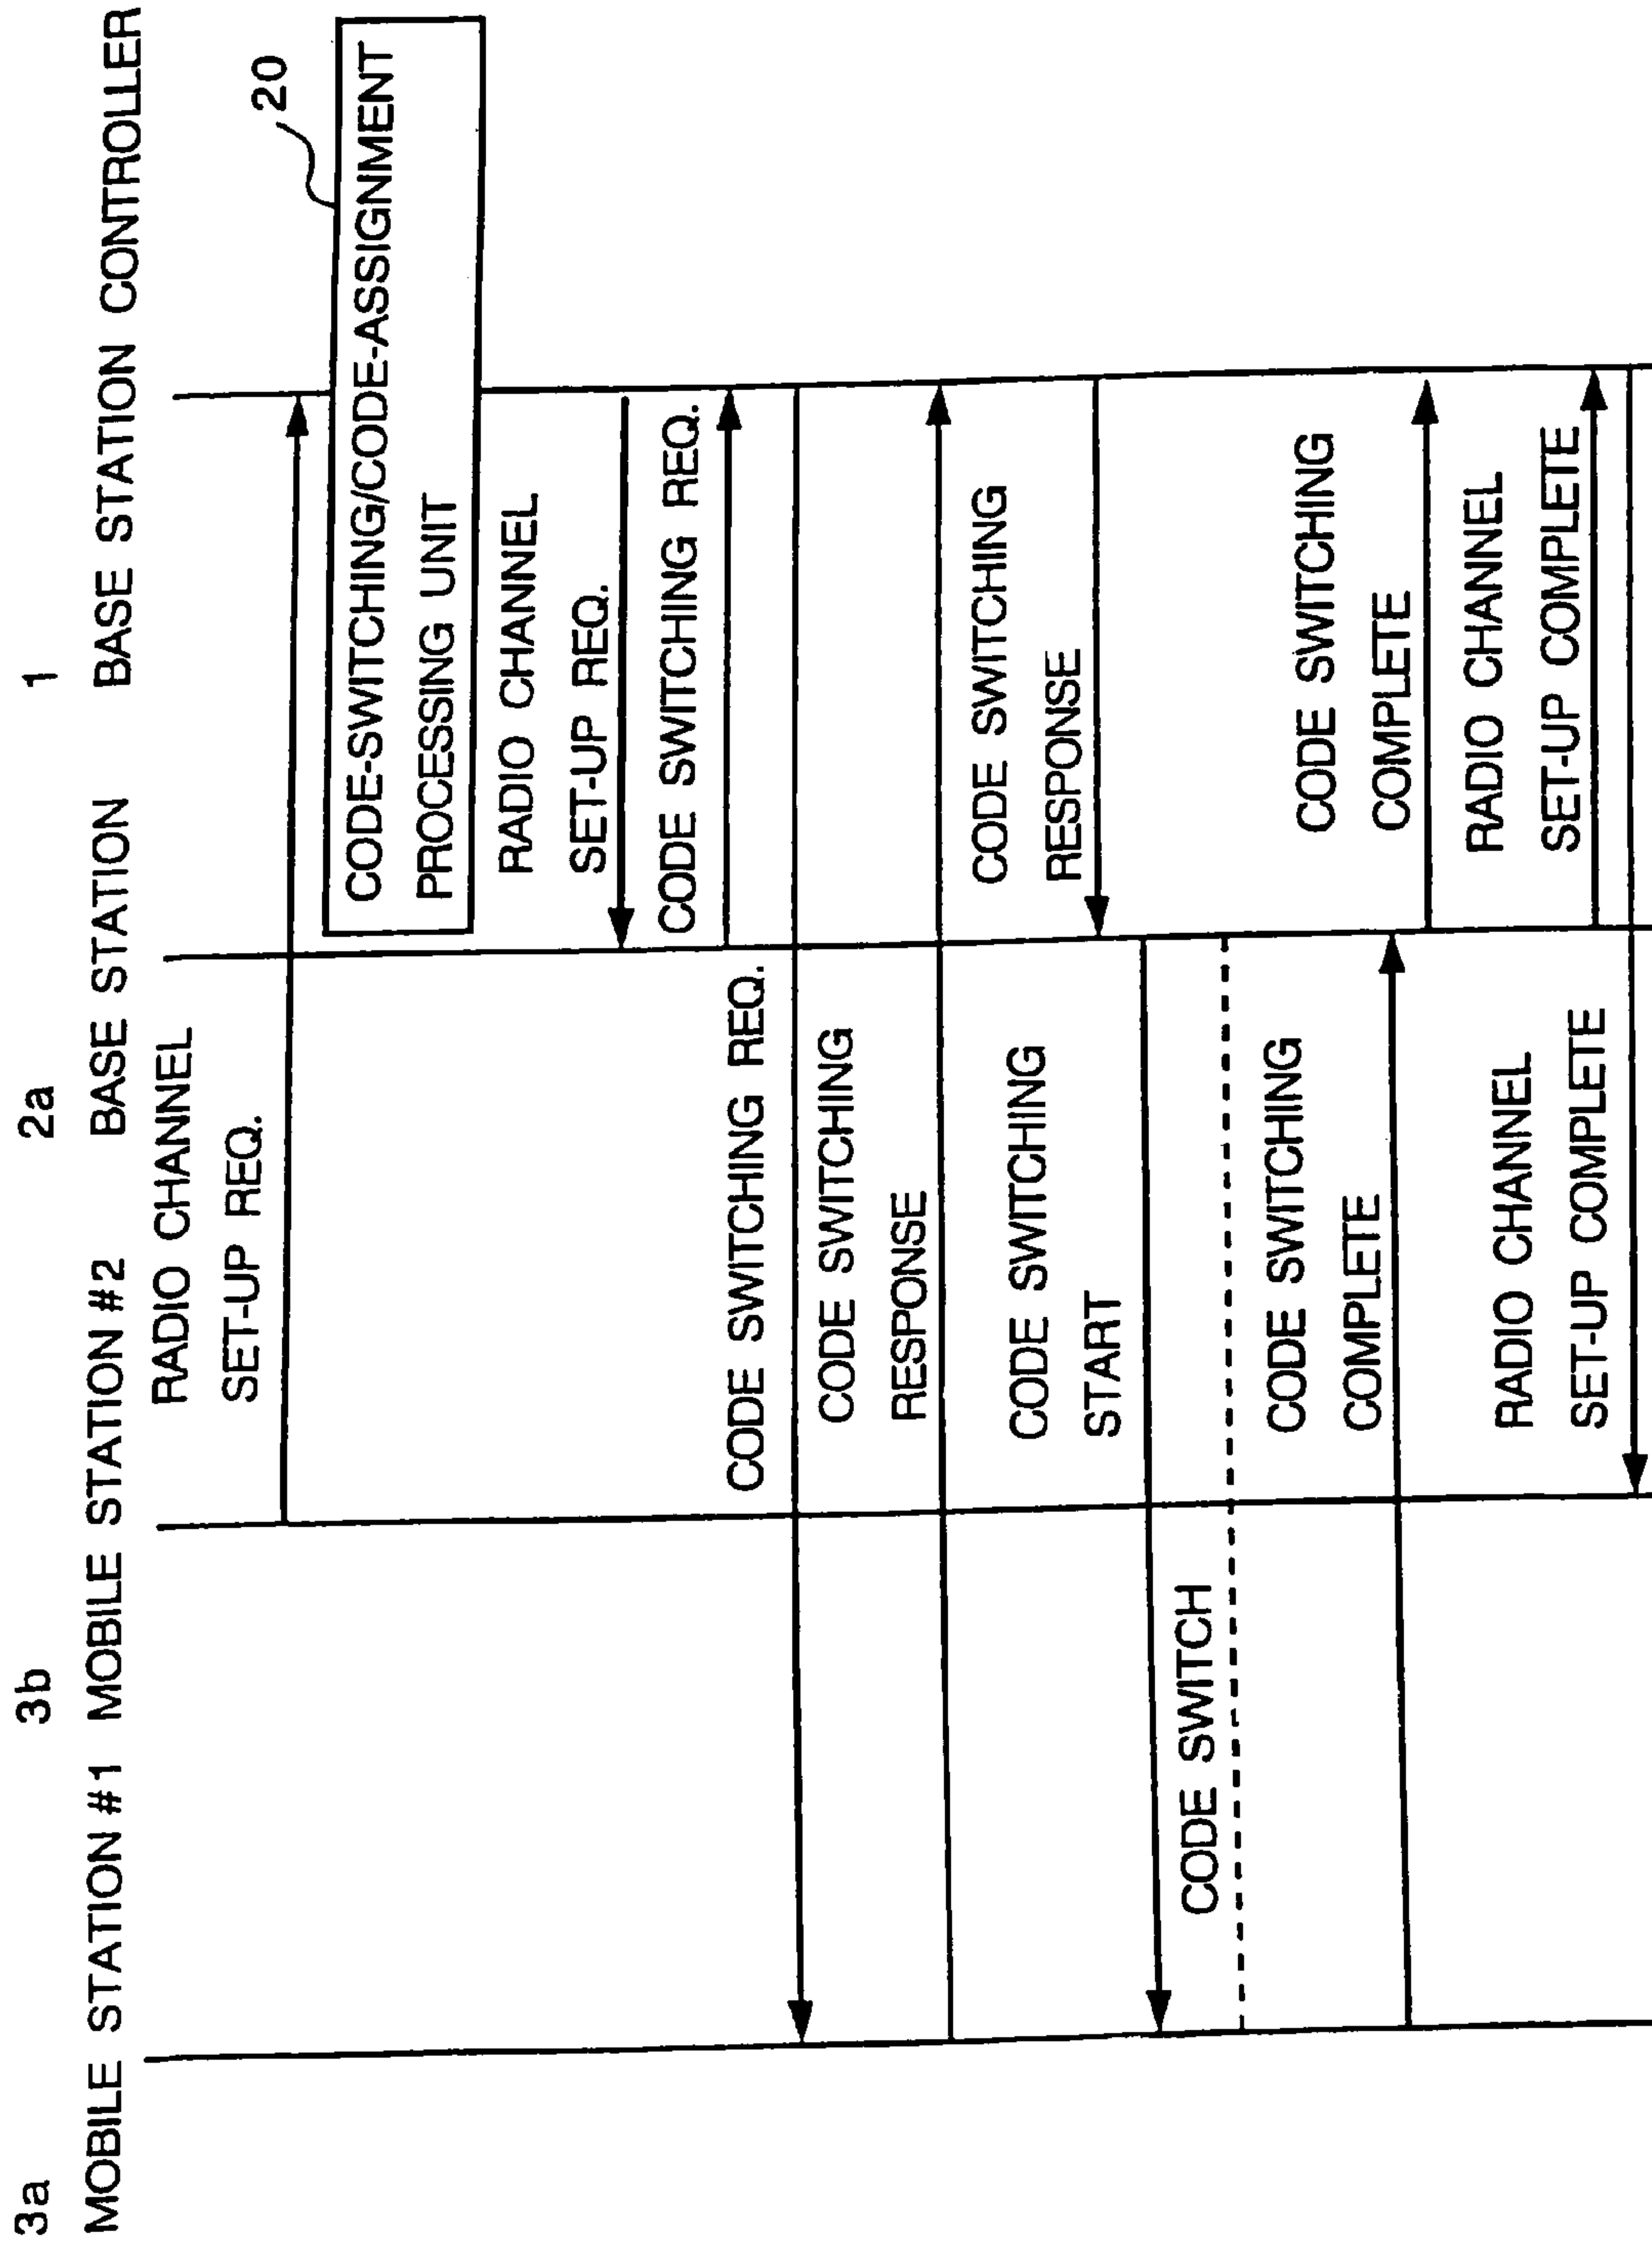 3a
3b
2a
1
MOBILE STATION #1
MOBILE STATION #2
BASE STATION
BASE STATION CONTROLLER
RADIO CHANNEL
SET-UP REQ.
20
CODE-SWITCHING/CODE-ASSIGNMENT
PROCESSING UNIT
RADIO CHANNEL
SET-UP REQ.
CODE SWITCHING REQ.
CODE SWITCHING REQ.
CODE SWITCHING
RESPONSE
CODE SWITCHING
RESPONSE
CODE SWITCHING
START
CODE SWITCH
CODE SWITCHING
COMPLETE
CODE SWITCHING
COMPLETE
RADIO CHANNEL
SET-UP COMPLETE
RADIO CHANNEL
SET-UP COMPLETE